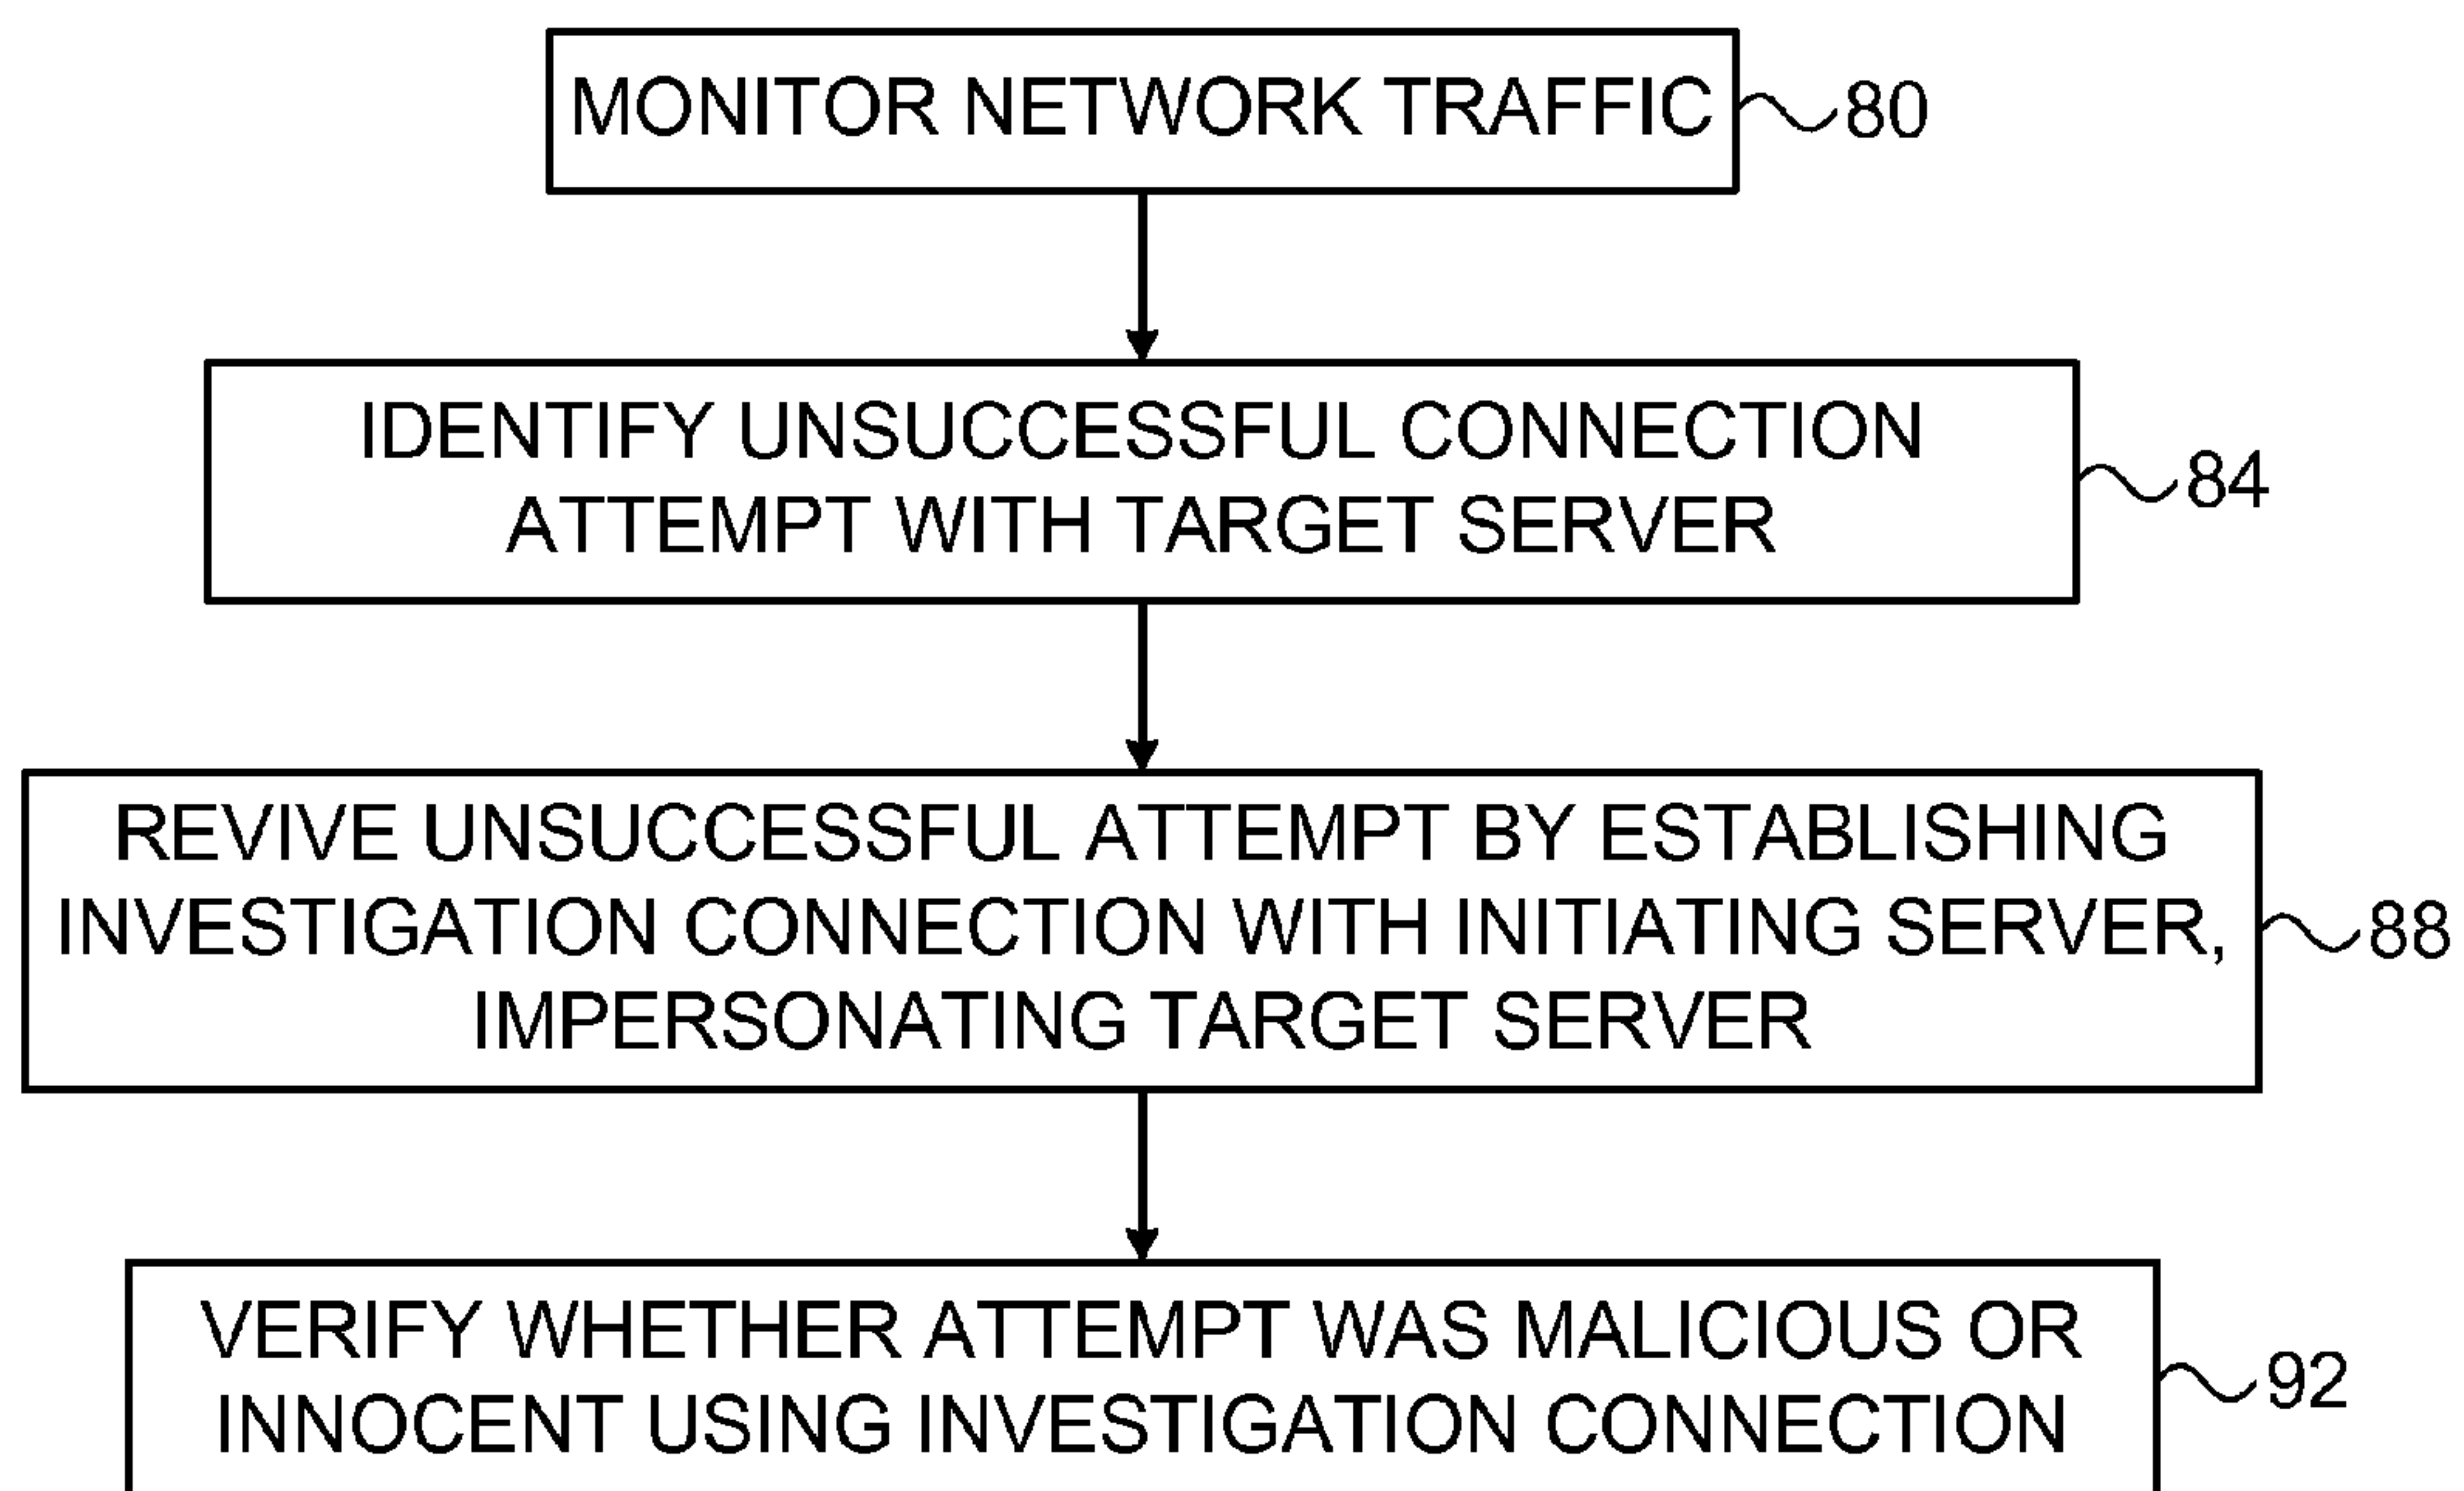 MONITOR NETWORK TRAFFIC
80
IDENTIFY UNSUCCESSFUL CONNECTION
ATTEMPT WITH TARGET SERVER
84
REVIVE UNSUCCESSFUL ATTEMPT BY ESTABLISHING
INVESTIGATION CONNECTION WITH INITIATING SERVER,
IMPERSONATING TARGET SERVER
88
VERIFY WHETHER ATTEMPT WAS MALICIOUS OR
INNOCENT USING INVESTIGATION CONNECTION
92